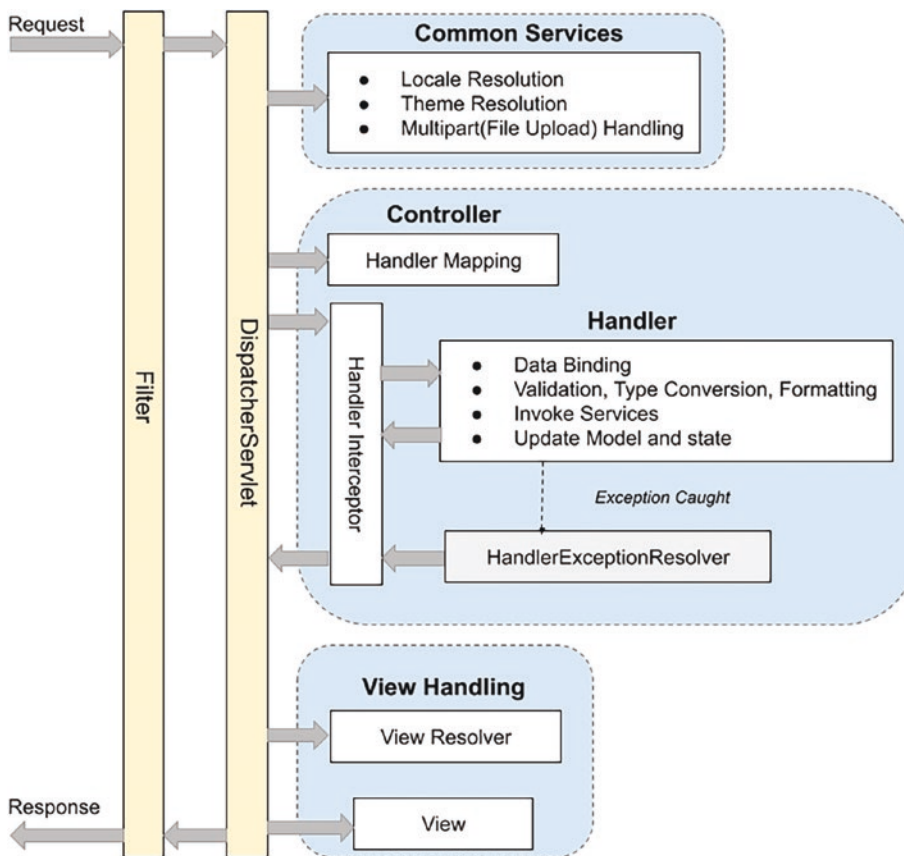 Request
Common Services
● Locale Resolution
● Theme Resolution
● Multipart(File Upload) Handling
Controller
Handler Mapping
Filter
DispatcherServlet
Handler Interceptor
Handler
● Data Binding
● Validation, Type Conversion, Formatting
● Invoke Services
● Update Model and state
Exception Caught
HandlerExceptionResolver
View Handling
View Resolver
Response
View